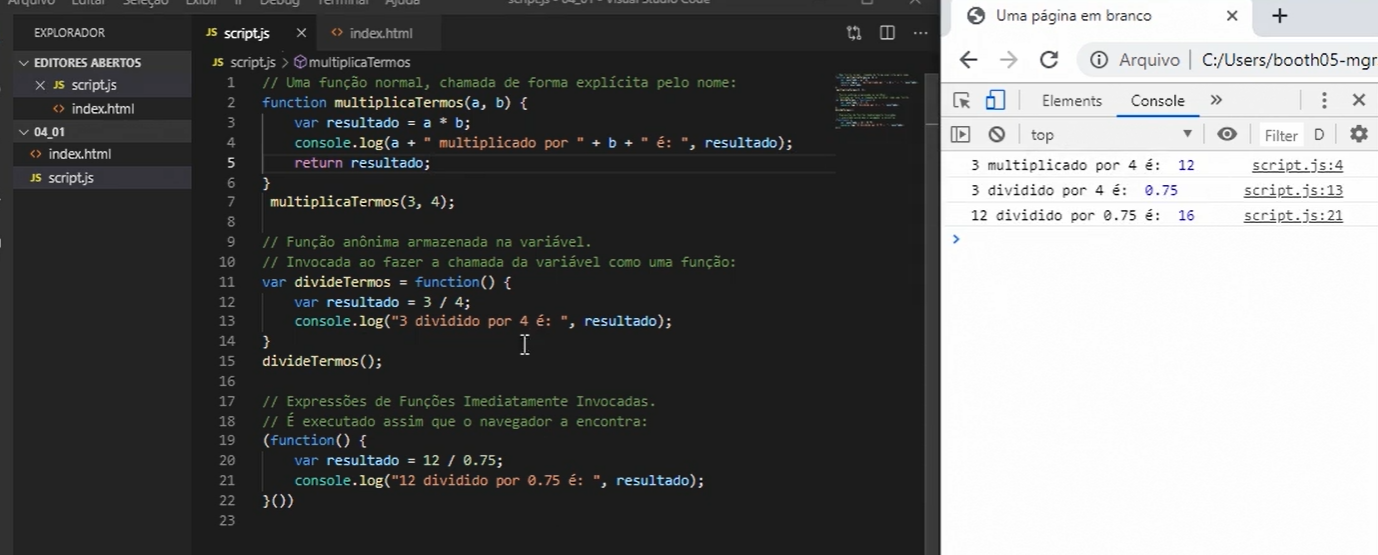 Arquivo Editar Seleção Exibir Ir Debug Terminal Ajuda
script.js - 04_01 - Visual Studio Code
EXPLORADOR
EDITORES ABERTOS
JS script.js
<> index.html
04_01
<> index.html
JS script.js
JS script.js
<> index.html
JS script.js > multiplicaTermos
1 // Uma função normal, chamada de forma explícita pelo nome:
2 function multiplicaTermos(a, b) {
3 var resultado = a * b;
4 console.log(a + " multiplicado por " + b + " é: ", resultado);
5 return resultado;
6 }
7 multiplicaTermos(3, 4);
8
9 // Função anônima armazenada na variável.
10 // Invocada ao fazer a chamada da variável como uma função:
11 var divideTermos = function() {
12 var resultado = 3 / 4;
13 console.log("3 dividido por 4 é: ", resultado);
14 }
15 divideTermos();
16
17 // Expressões de Funções Imediatamente Invocadas.
18 // É executado assim que o navegador a encontra:
19 (function() {
20 var resultado = 12 / 0.75;
21 console.log("12 dividido por 0.75 é: ", resultado);
22 }())
23
Uma página em branco
Arquivo C:/Users/booth05-mgr
Elements Console »
top Filter D
3 multiplicado por 4 é: 12 script.js:4
3 dividido por 4 é: 0.75 script.js:13
12 dividido por 0.75 é: 16 script.js:21